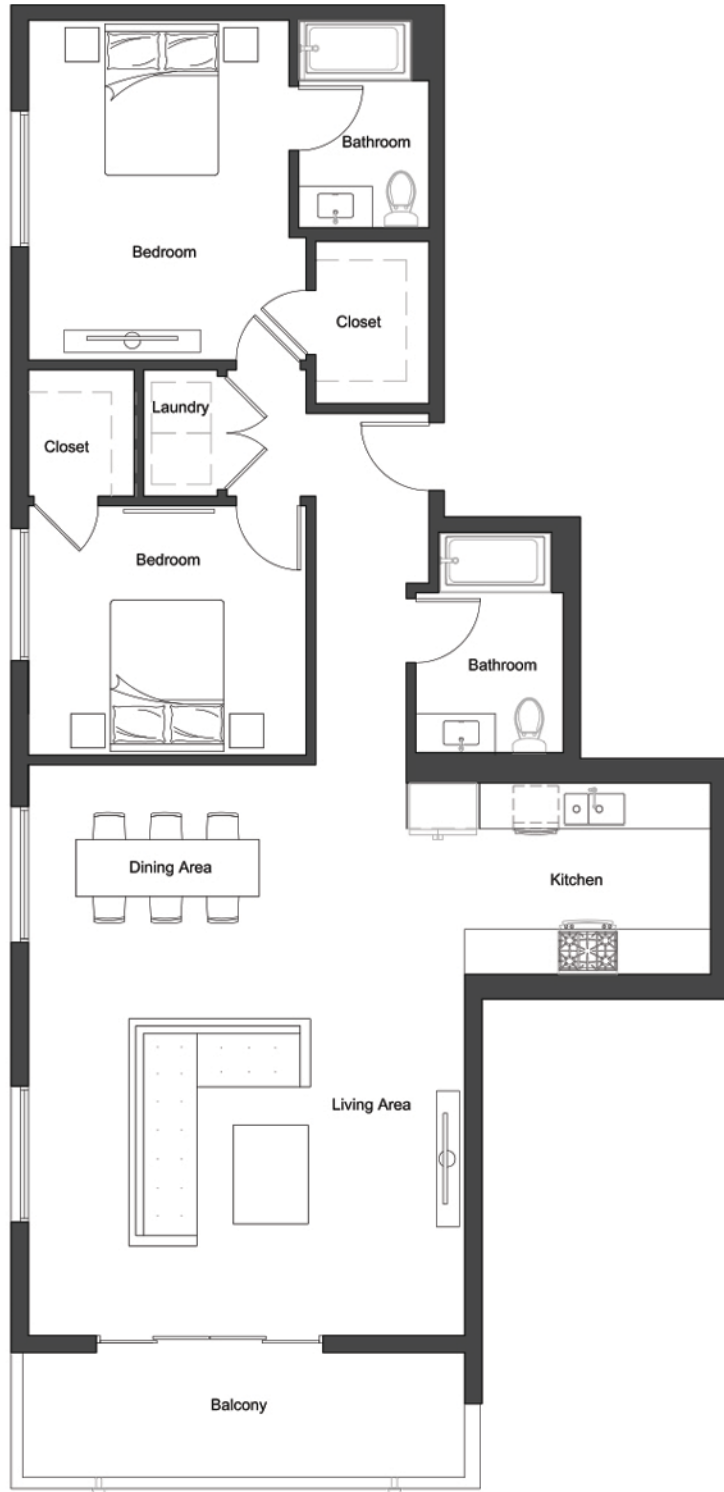 Bathroom
Bedroom
Closet
Laundry
Closet
Bedroom
Bathroom
Dining Area
Kitchen
Living Area
Balcony